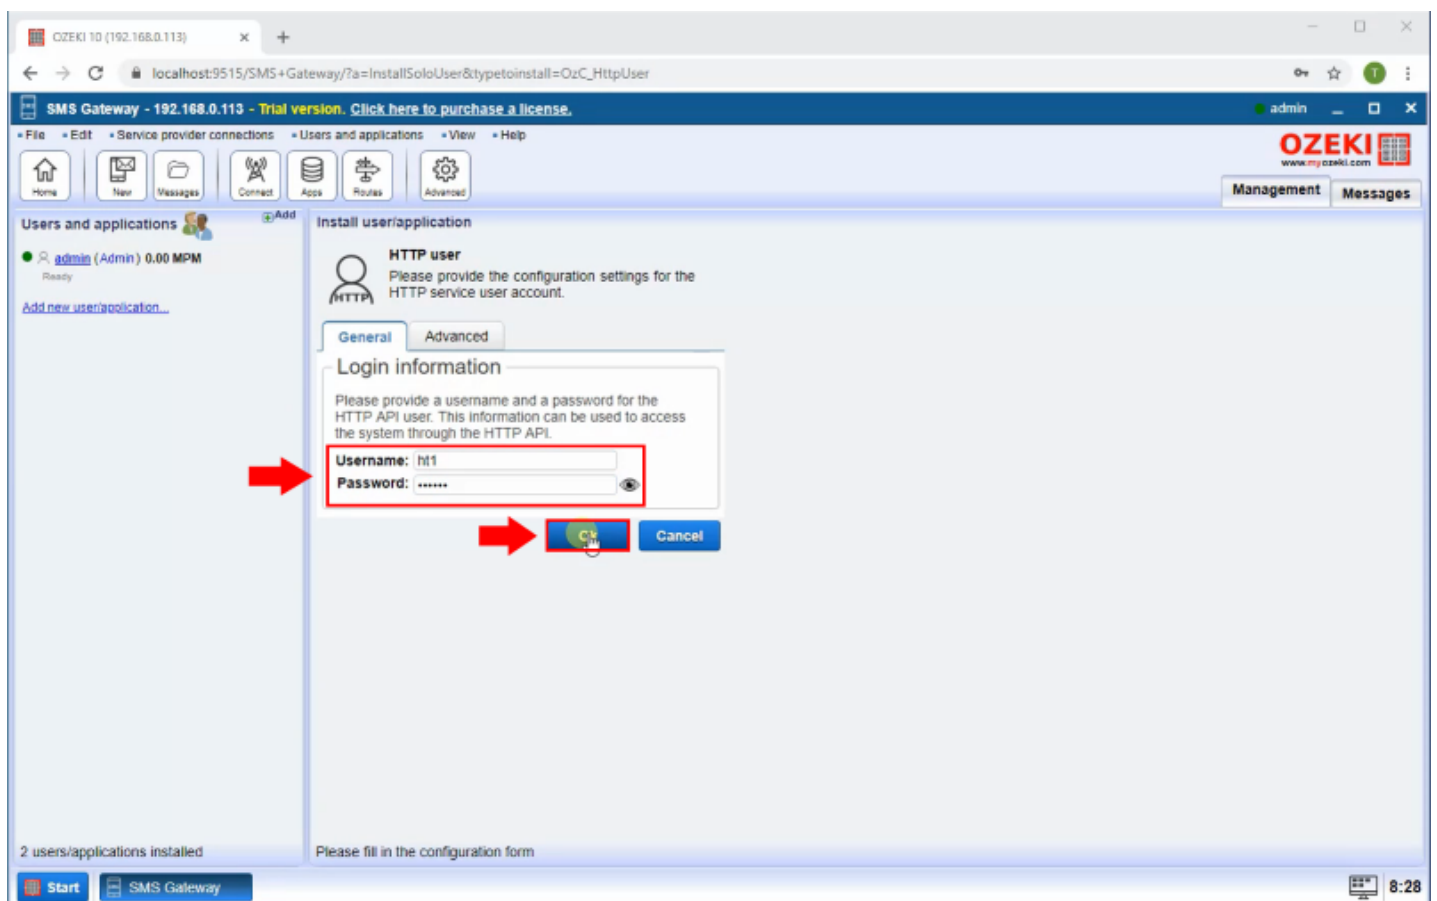 OZEKI 10 (192.168.0.113)
localhost:9515/SMS+Gateway/?a=InstallSoloUser&typetoinstall=OzC_HttpUser
T
SMS Gateway - 192.168.0.113 - Trial version. Click here to purchase a license.
admin
File Edit Service provider connections Users and applications View Help
OZEKI
www.myozeki.com
Home New Messages Connect Apps Routes Advanced
Management Messages
Users and applications
Add
admin (Admin) 0.00 MPM
Ready
Add new user/application...
Install user/application
HTTP user
Please provide the configuration settings for the
HTTP service user account.
HTTP
General Advanced
Login information
Please provide a username and a password for the
HTTP API user. This information can be used to access
the system through the HTTP API.
Username: ht1
Password: ••••••
Ok Cancel
2 users/applications installed
Please fill in the configuration form
Start SMS Gateway 8:28